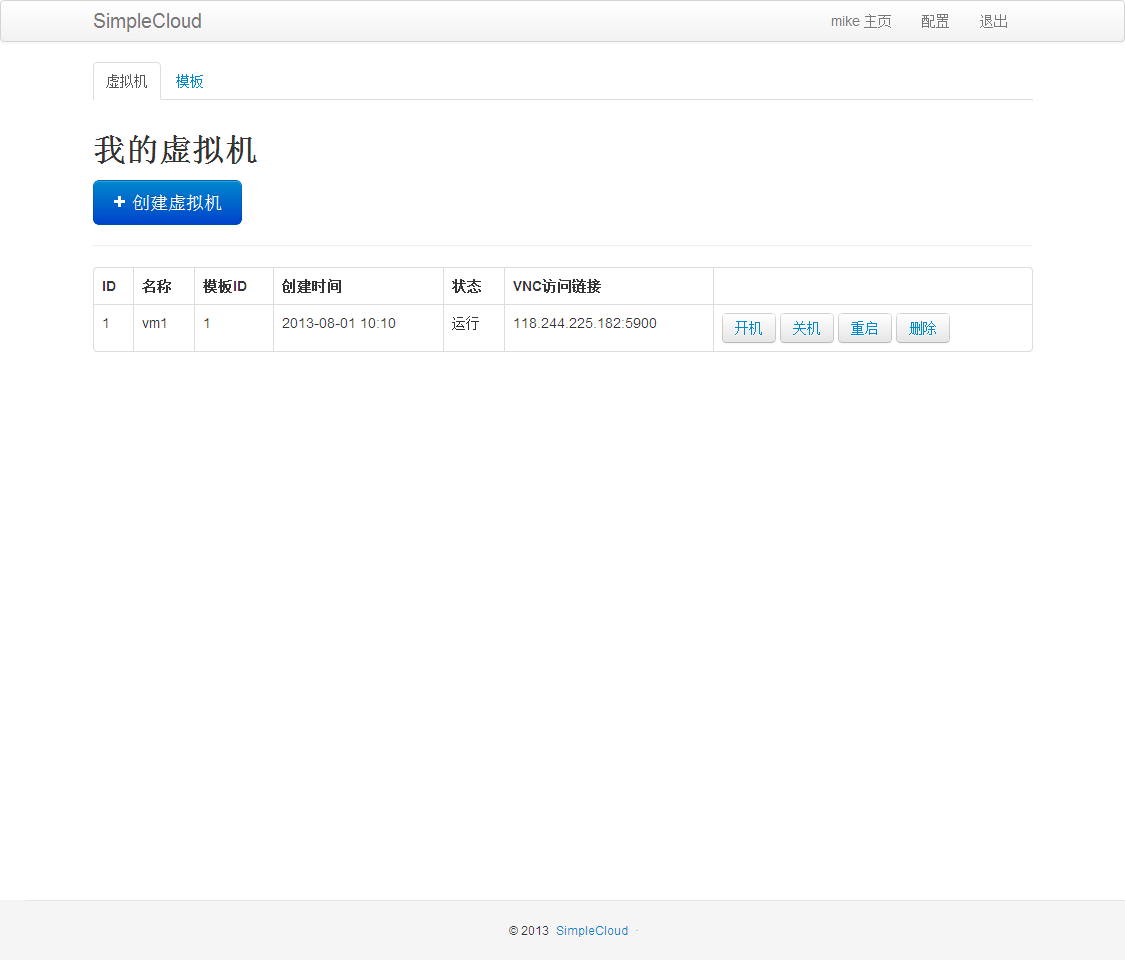 SimpleCloud mike 主页 配置 退出
虚拟机 模板
我的虚拟机
+ 创建虚拟机
ID 名称 模板ID 创建时间 状态 VNC访问链接
1 vm1 1 2013-08-01 10:10 运行 118.244.225.182:5900 开机 关机 重启 删除
© 2013 SimpleCloud -